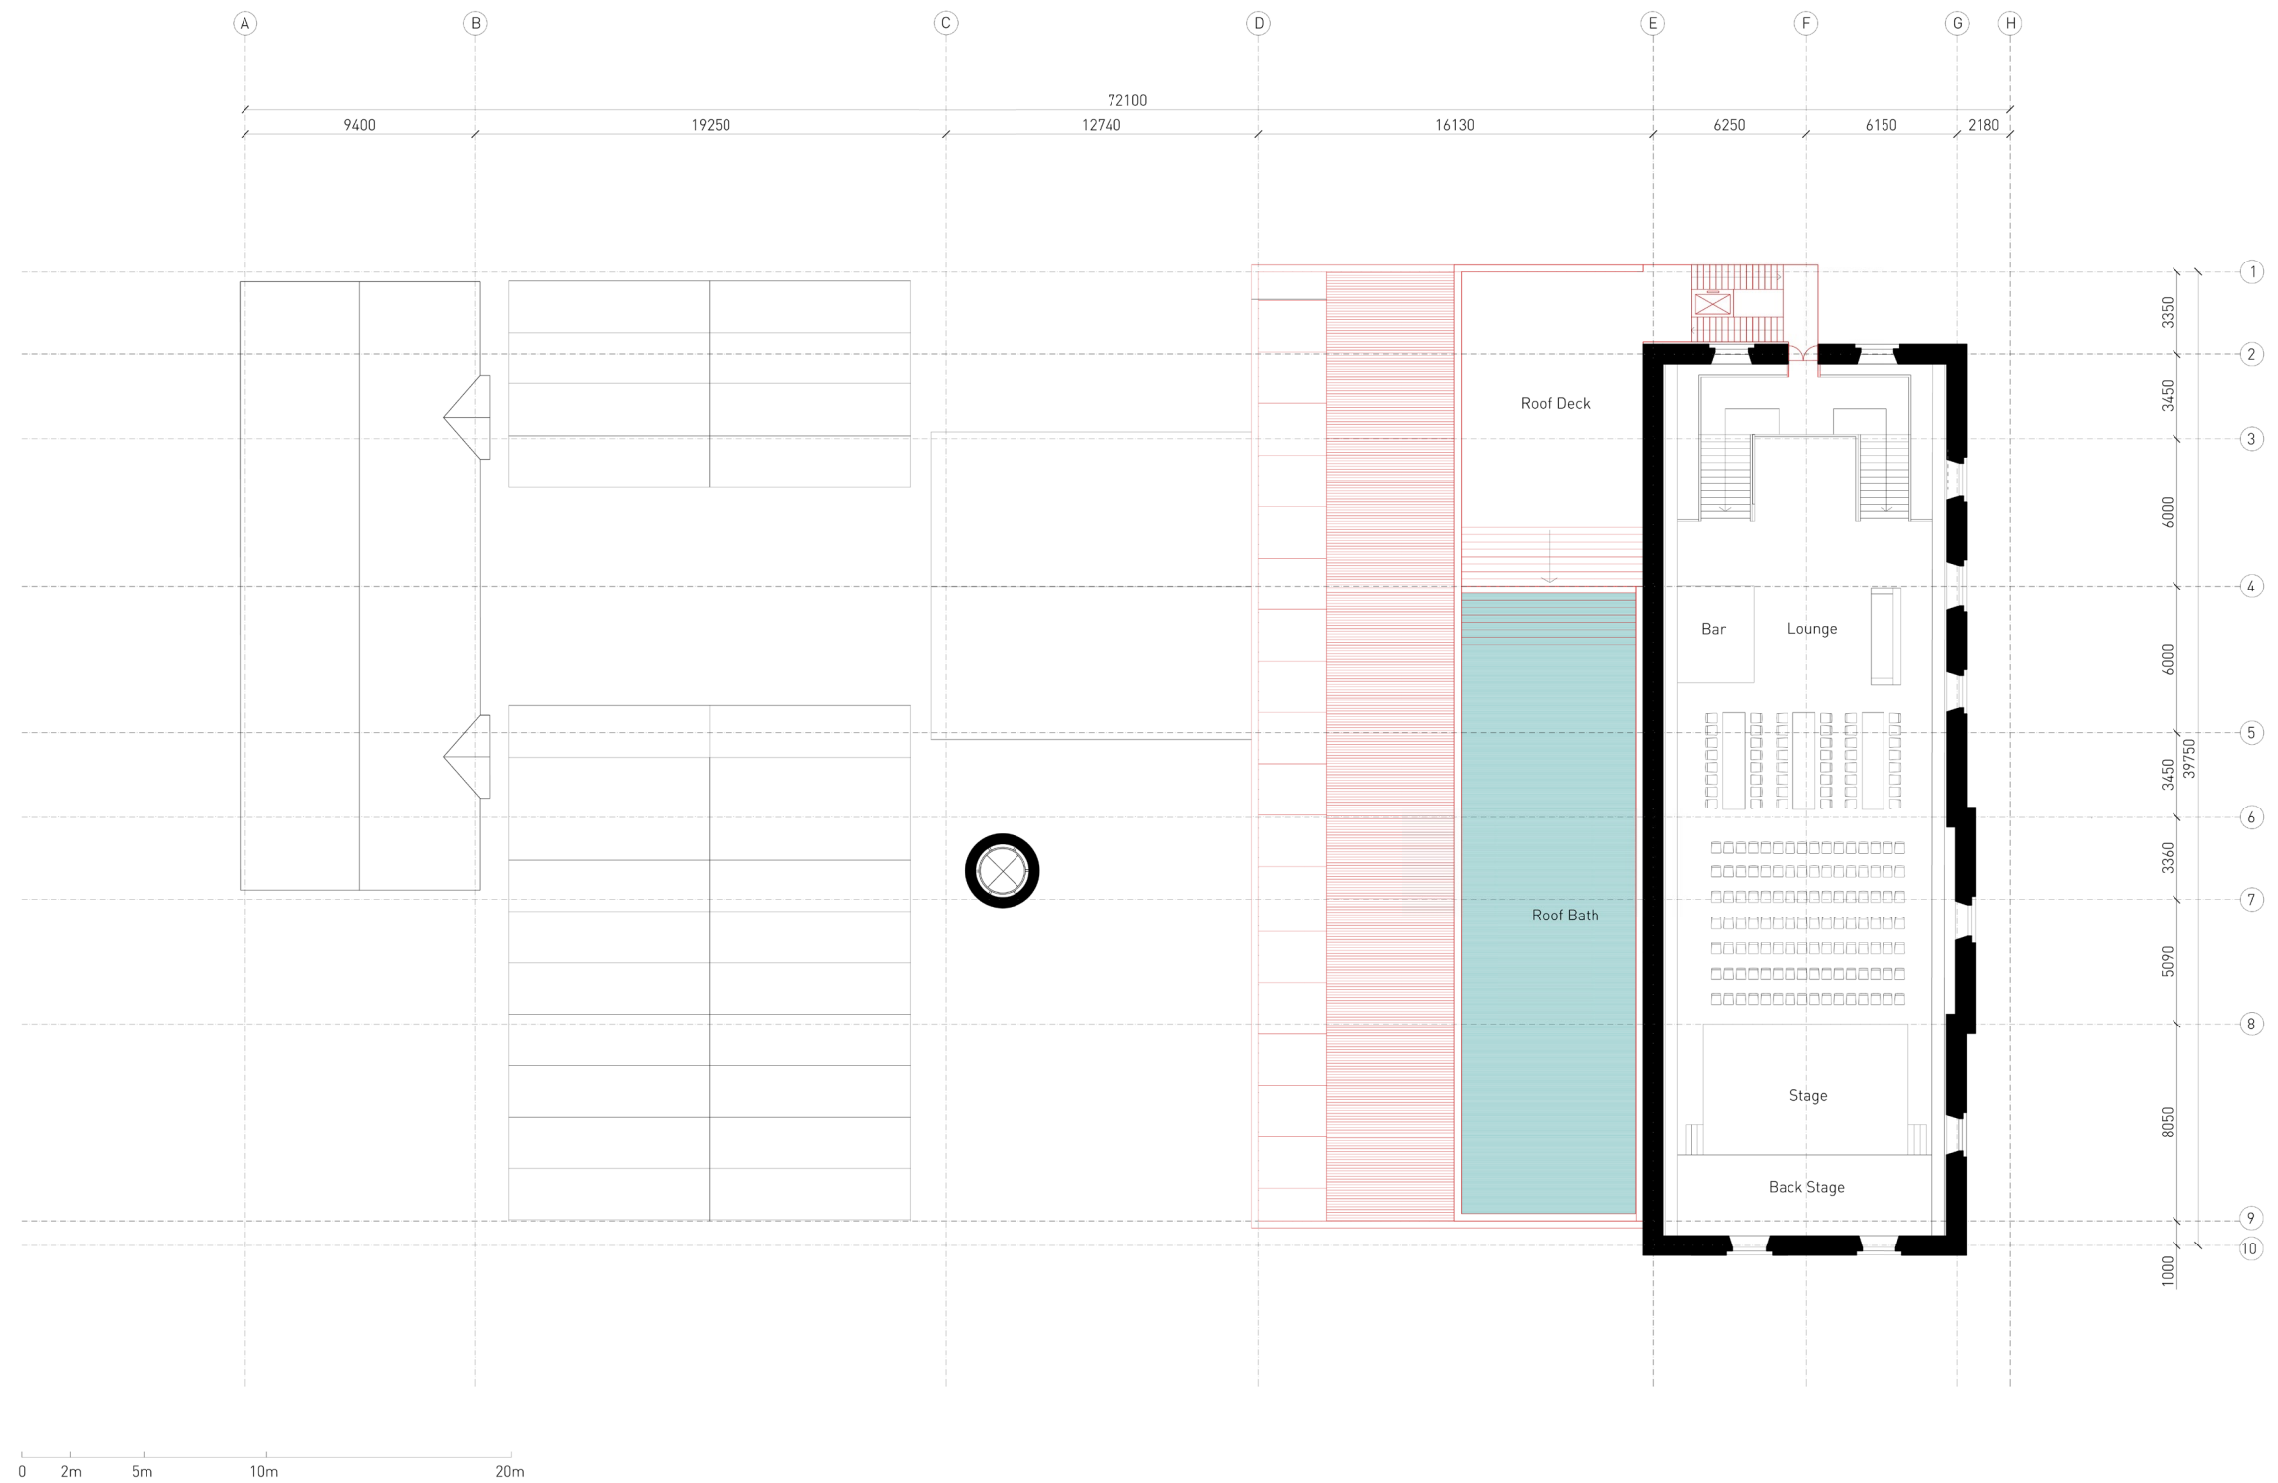 A B C D E F G H
72100
9400 19250 12740 16130 6250 6150 2180
1
3350
2
3450
Roof Deck
3
6000
4
Bar Lounge
6000
5
39750
3450
6
3360
7
Roof Bath
5090
8
Stage
8050
Back Stage
9
10
1000
0 2m 5m 10m 20m